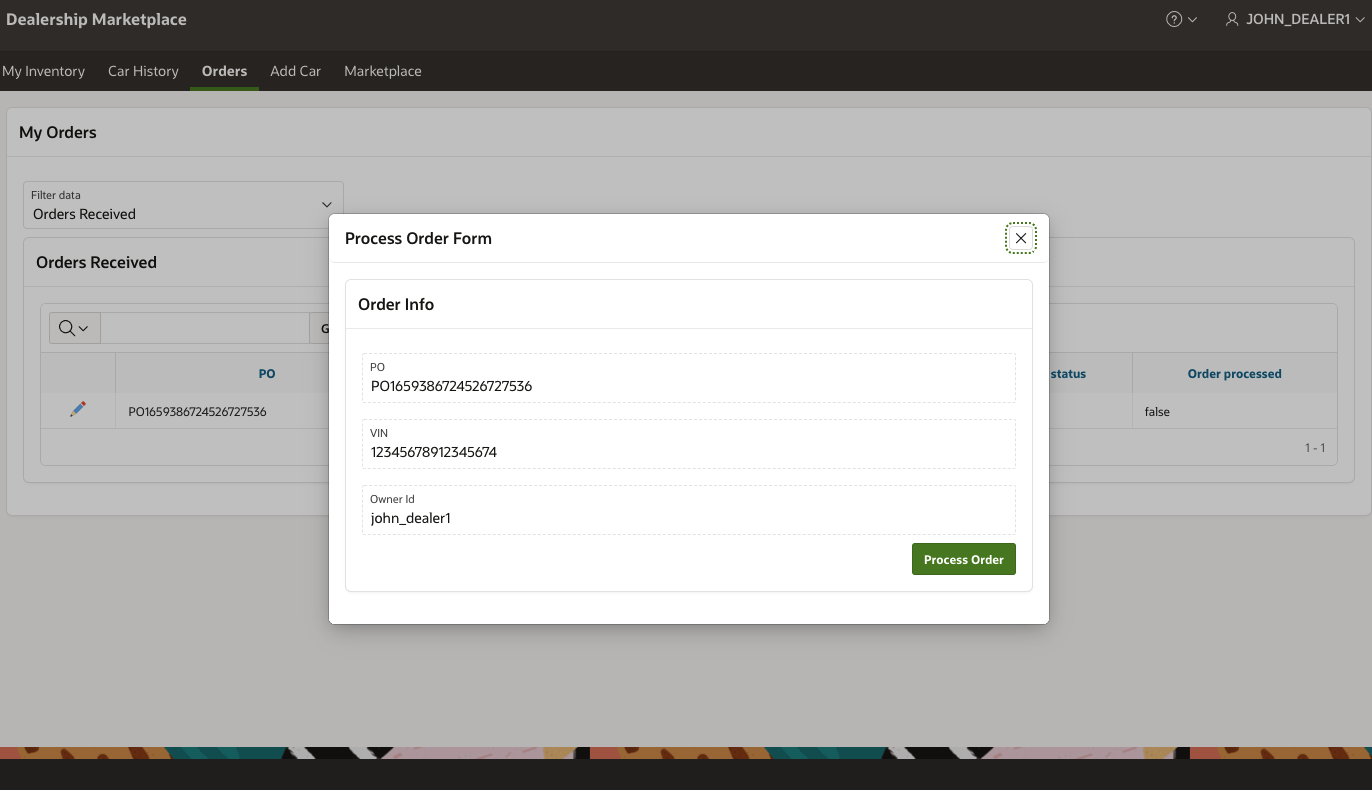 Dealership Marketplace
JOHN_DEALER1
My Inventory Car History Orders Add Car Marketplace
My Orders
Filter data
Orders Received
Process Order Form
Orders Received
Order Info
G
PO
PO1659386724526727536
PO status Order processed
PO1659386724526727536 false
VIN
12345678912345674
1 - 1
Owner Id
john_dealer1
Process Order